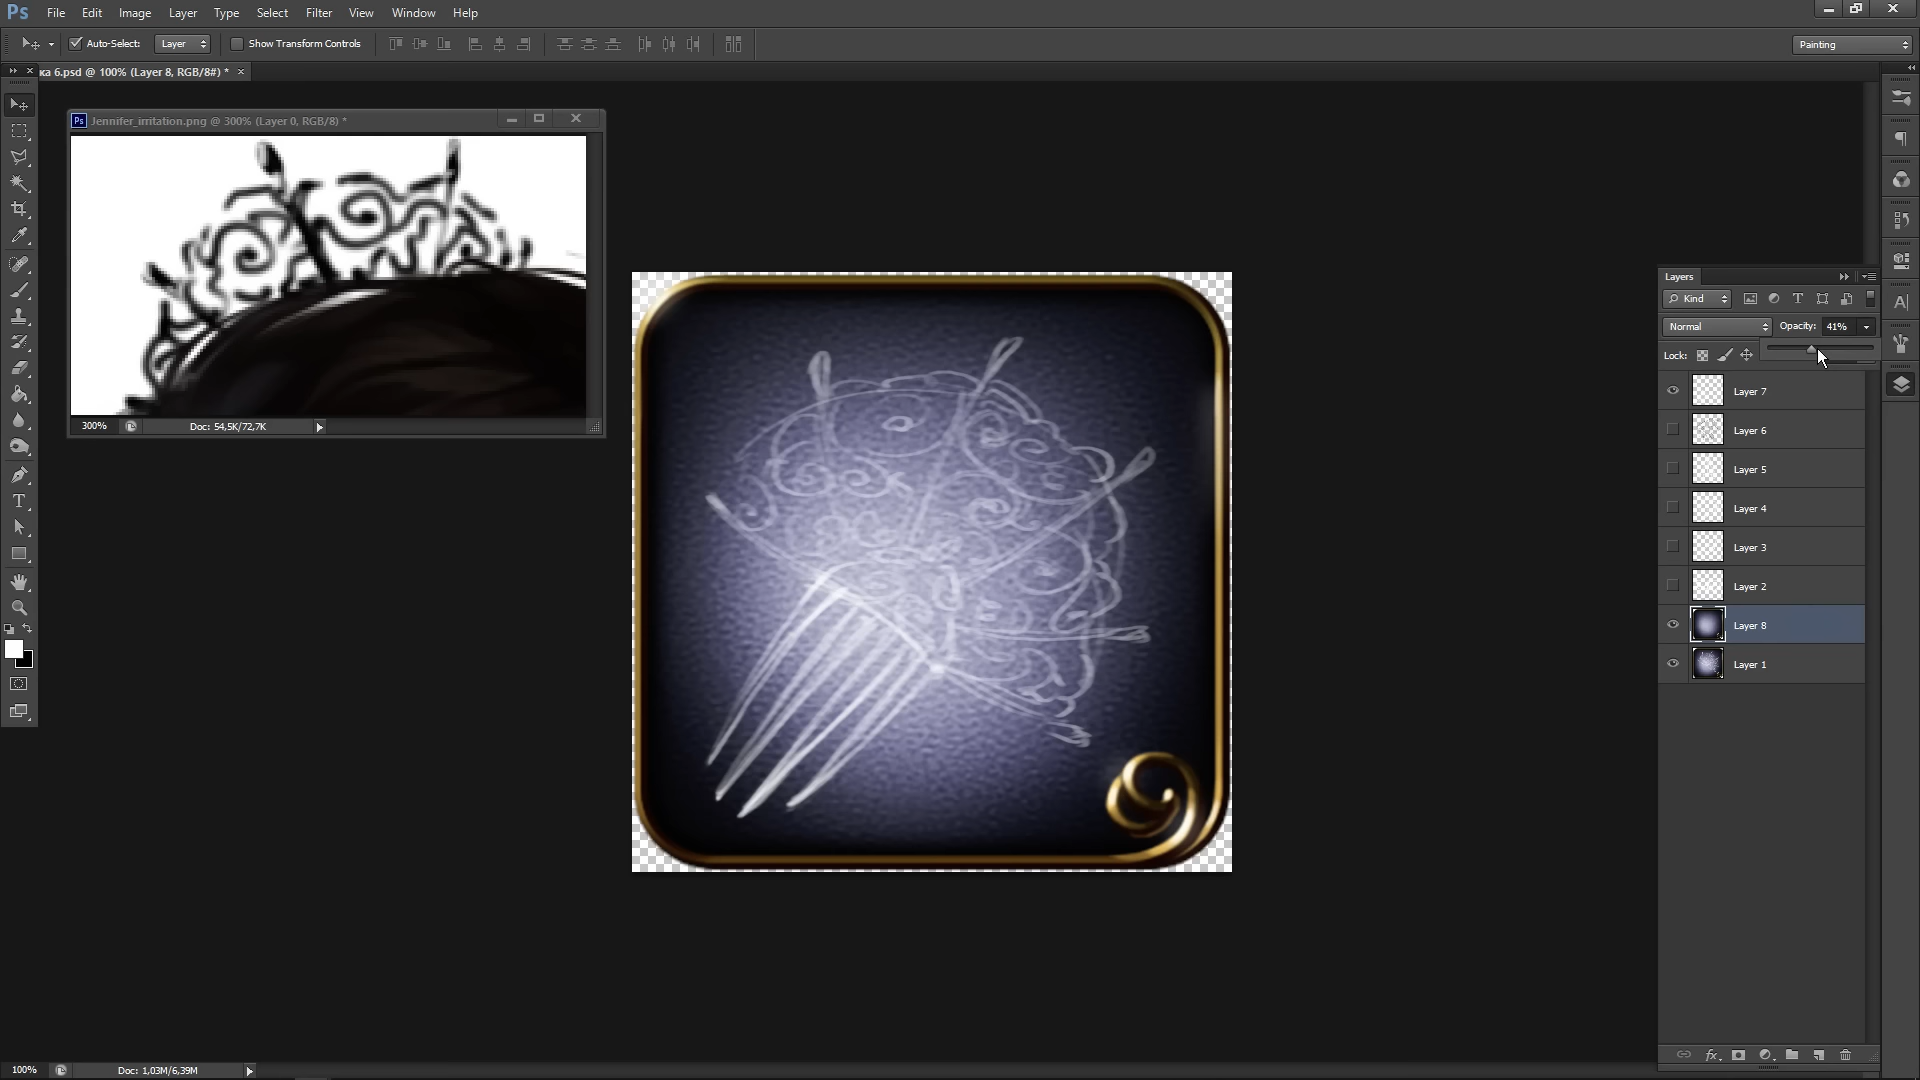 Ps File Edit Image Layer Type Select Filter View Window Help
Auto-Select: Layer Show Transform Controls Painting
ка 6.psd @ 100% (Layer 8, RGB/8#) *
Ps Jennifer_irritation.png @ 300% (Layer 0, RGB/8) *
300% Doc: 54,5K/72,7K
Layers
Kind
Normal Opacity: 41%
Lock:
Layer 7
Layer 6
Layer 5
Layer 4
Layer 3
Layer 2
Layer 8
Layer 1
fx
100% Doc: 1,03M/6,39M